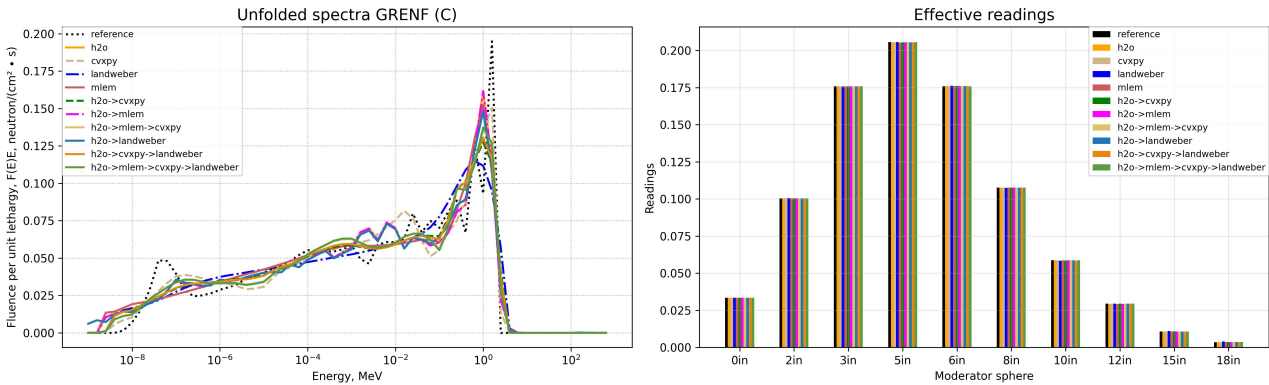 Unfolded spectra GRENF (C)
Fluence per unit lethargy, F(E)E, neutron/(cm² • s)
0.200
0.175
0.150
0.125
0.100
0.075
0.050
0.025
0.000
reference
h2o
cvxpy
landweber
mlem
h2o->cvxpy
h2o->mlem
h2o->mlem->cvxpy
h2o->landweber
h2o->cvxpy->landweber
h2o->mlem->cvxpy->landweber
10⁻⁸
10⁻⁶
10⁻⁴
10⁻²
10⁰
10²
Energy, MeV
Effective readings
Readings
0.200
0.175
0.150
0.125
0.100
0.075
0.050
0.025
0.000
reference
h2o
cvxpy
landweber
mlem
h2o->cvxpy
h2o->mlem
h2o->mlem->cvxpy
h2o->landweber
h2o->cvxpy->landweber
h2o->mlem->cvxpy->landweber
0in
2in
3in
5in
6in
8in
10in
12in
15in
18in
Moderator sphere